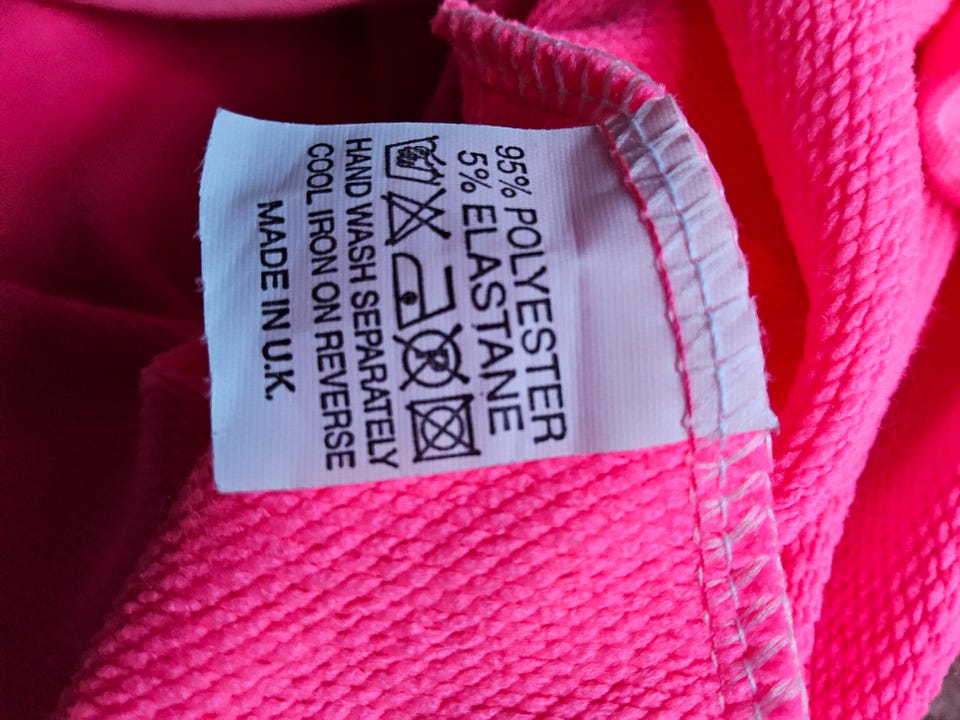 95% POLYESTER
5% ELASTANE
P
HAND WASH SEPARATELY
COOL IRON ON REVERSE
MADE IN U.K.